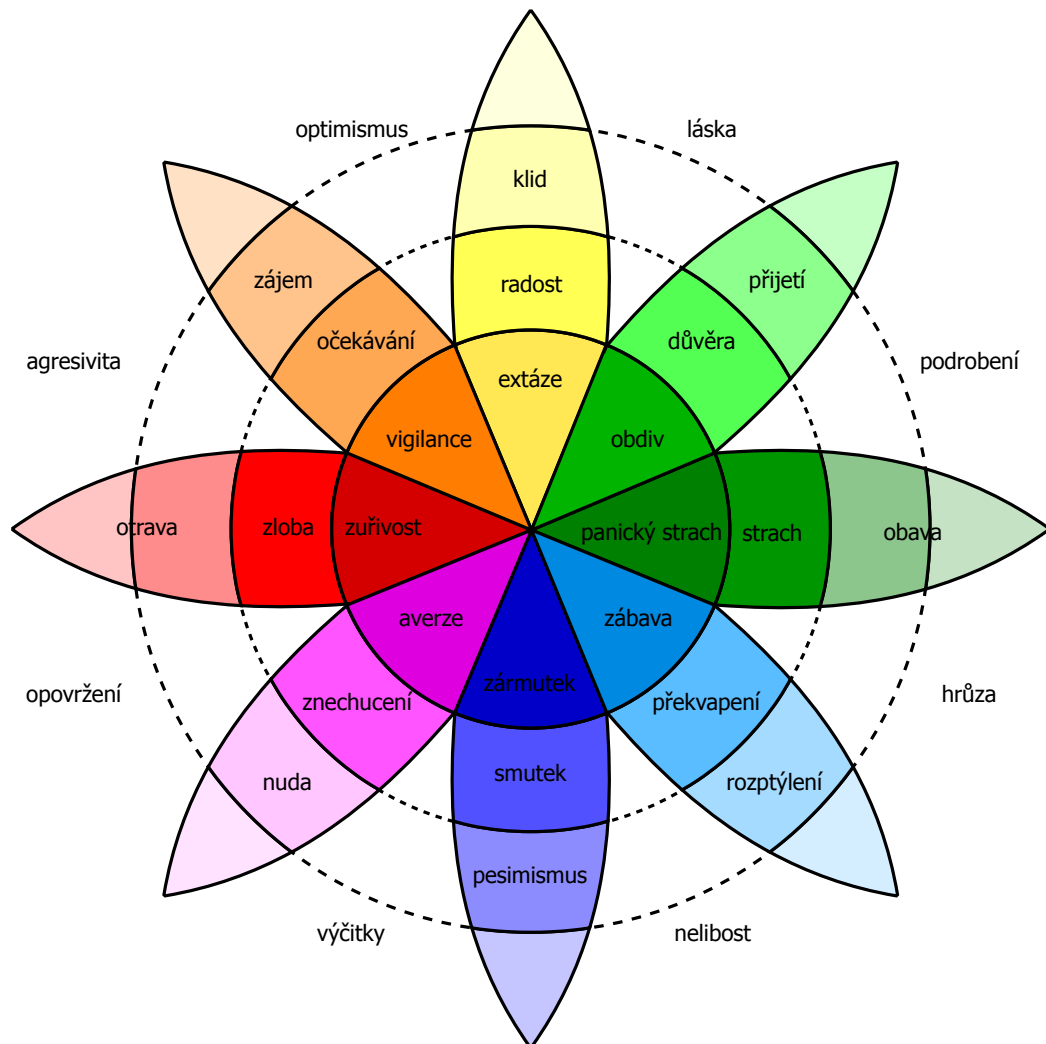 optimismus
láska
klid
zájem
radost
přijetí
očekávání
důvěra
agresivita
podrobení
extáze
vigilance
obdiv
otrava
zloba
zuřivost
panický strach
strach
obava
averze
zábava
zármutek
opovržení
znechucení
překvapení
hrůza
nuda
smutek
rozptýlení
pesimismus
výčitky
nelibost